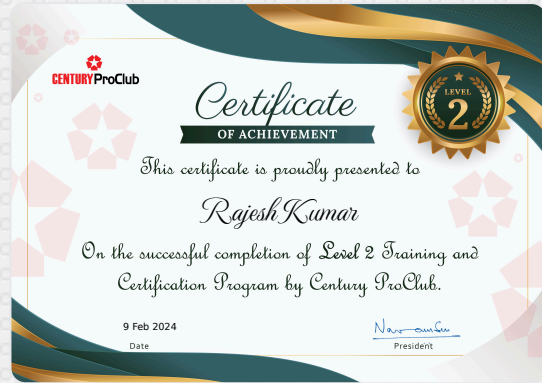 CENTURY ProClub
Certificate
OF ACHIEVEMENT
LEVEL
2
This certificate is proudly presented to
Rajesh Kumar
On the successful completion of Level 2 Training and
Certification Program by Century ProClub.
9 Feb 2024
Date
President